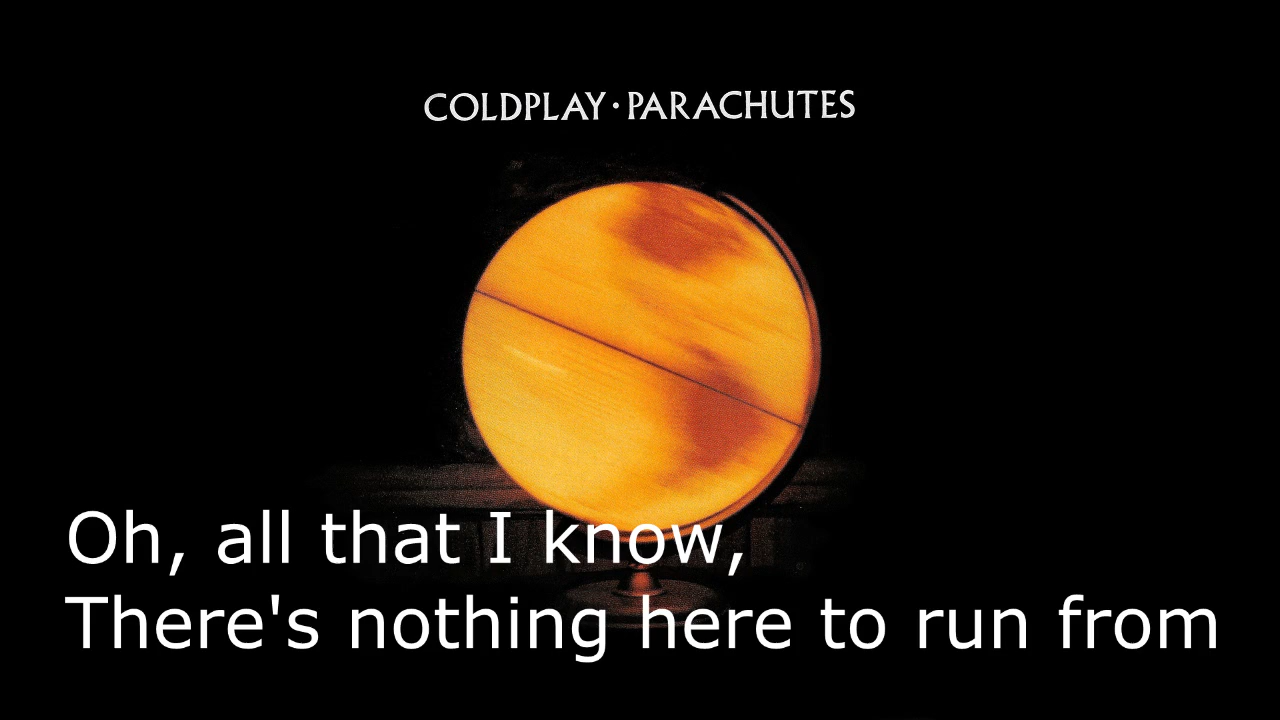 COLDPLAY·PARACHUTES
Oh, all that I know,
There's nothing here to run from